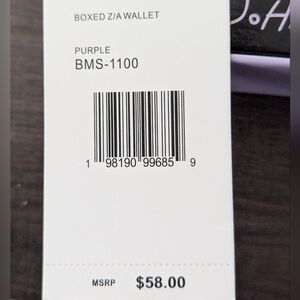 BOXED Z/A WALLET
PURPLE
BMS-1100
1 98190 99685 9
MSRP $58.00